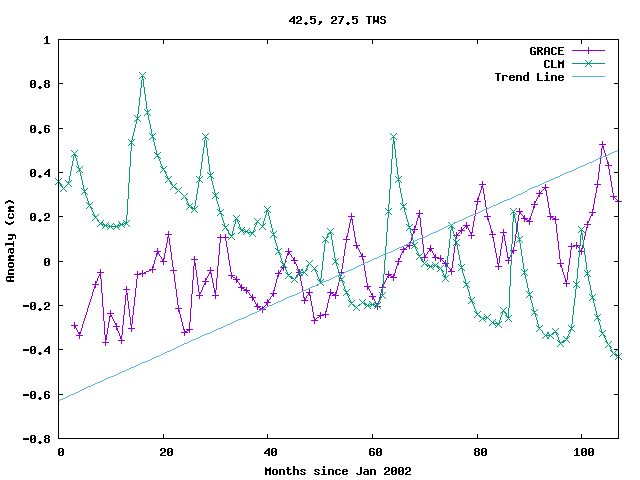 42.5, 27.5 TWS
1
GRACE
CLM
Trend Line
0.8
0.6
0.4
0.2
0
-0.2
-0.4
-0.6
-0.8
Anomaly (cm)
0 20 40 60 80 100
Months since Jan 2002